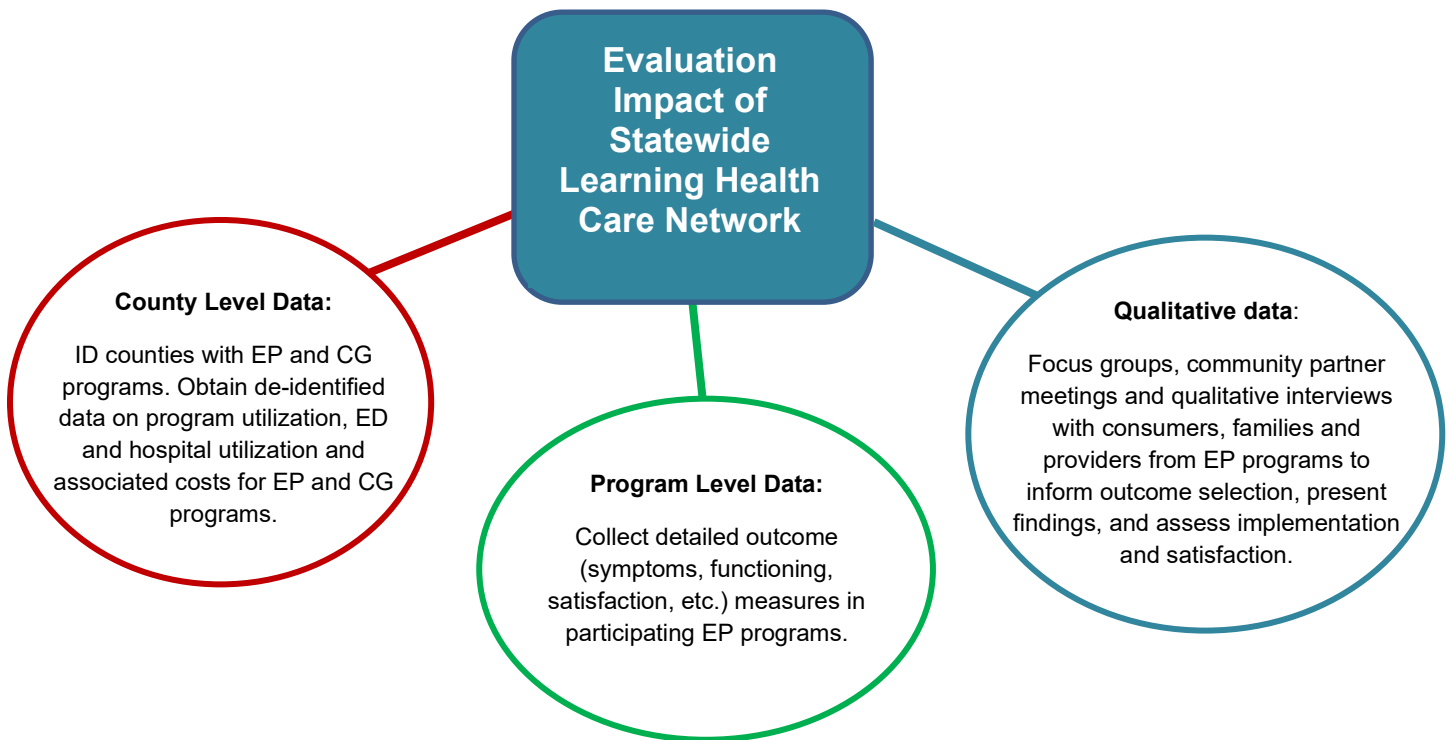 Evaluation
Impact of
Statewide
Learning Health
Care Network
County Level Data:
ID counties with EP and CG
programs. Obtain de-identified
data on program utilization, ED
and hospital utilization and
associated costs for EP and CG
programs.
Program Level Data:
Collect detailed outcome
(symptoms, functioning,
satisfaction, etc.) measures in
participating EP programs.
Qualitative data:
Focus groups, community partner
meetings and qualitative interviews
with consumers, families and
providers from EP programs to
inform outcome selection, present
findings, and assess implementation
and satisfaction.